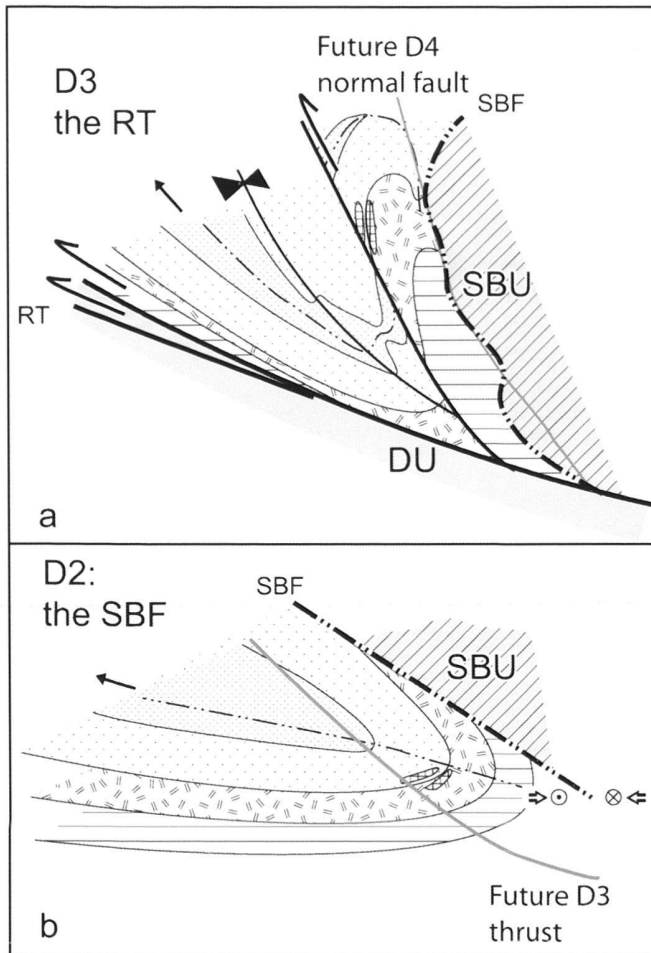 D3
the RT
Future D4
normal fault
SBF
SBU
RT
DU
a
D2:
the SBF
SBF
SBU
Future D3
thrust
b